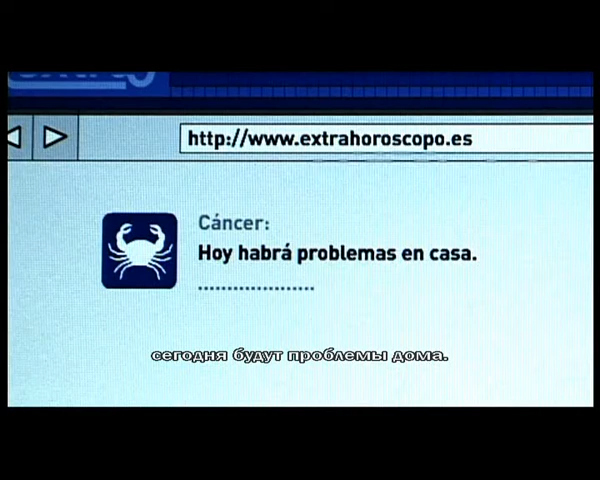 http://www.extrahoroscopo.es
Cáncer:
Hoy habrá problemas en casa.
сегодня будут проблемы дома.